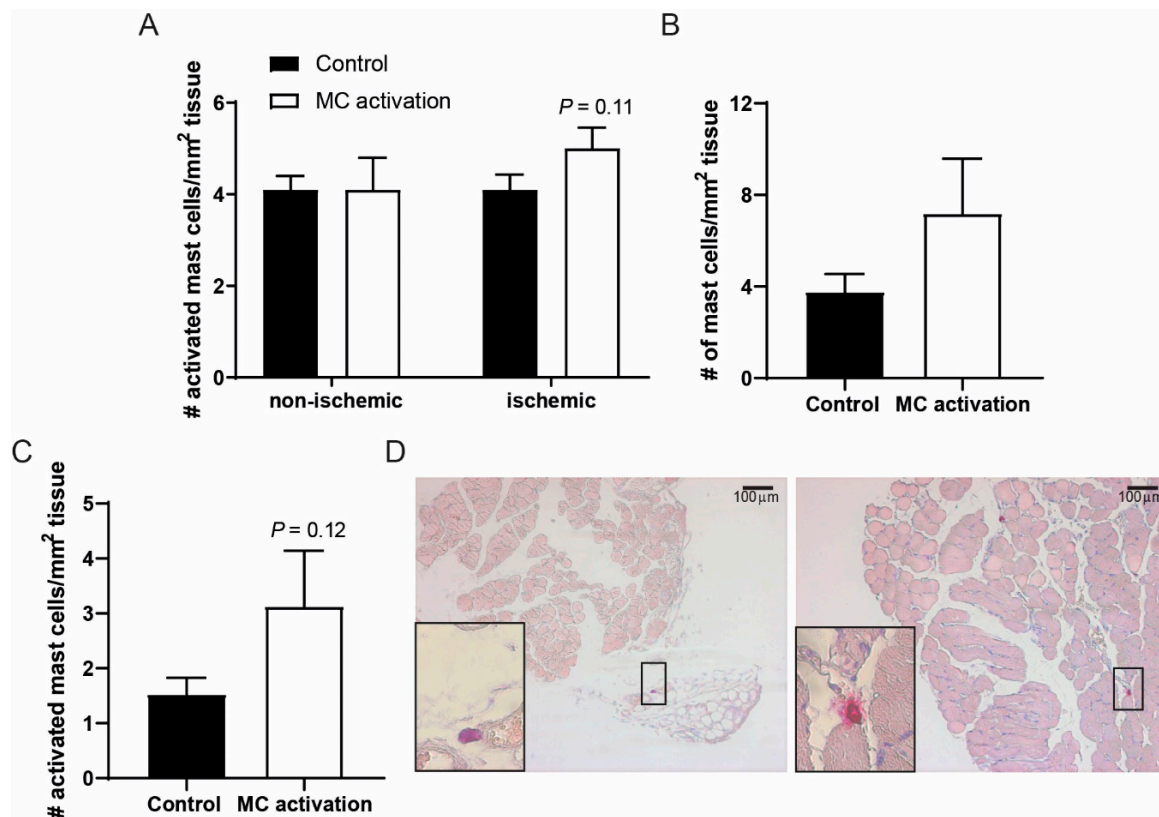 A
Control
MC activation
# activated mast cells/mm² tissue
6
4
2
0
P = 0.11
non-ischemic
ischemic
B
# of mast cells/mm² tissue
12
8
4
0
Control
MC activation
C
# activated mast cells/mm² tissue
5
4
3
2
1
0
P = 0.12
Control
MC activation
D
100µm
100µm